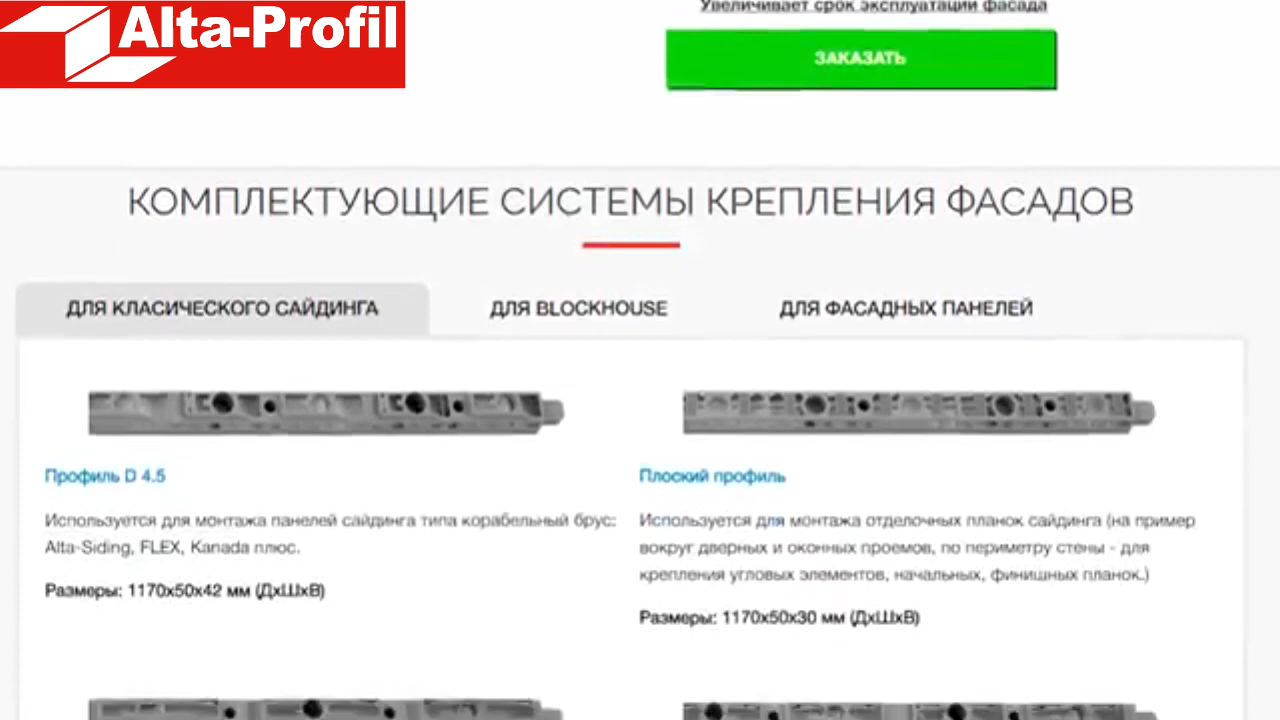 Alta-Profil
Увеличивает срок эксплуатации фасада
ЗАКАЗАТЬ
КОМПЛЕКТУЮЩИЕ СИСТЕМЫ КРЕПЛЕНИЯ ФАСАДОВ
ДЛЯ КЛАСИЧЕСКОГО САЙДИНГА
ДЛЯ BLOCKHOUSE
ДЛЯ ФАСАДНЫХ ПАНЕЛЕЙ
Профиль D 4.5
Используется для монтажа панелей сайдинга типа корабельный брус:
Alta-Siding, FLEX, Kanada плюс.
Размеры: 1170x50x42 мм (ДхШхВ)
Плоский профиль
Используется для монтажа отделочных планок сайдинга (на пример
вокруг дверных и оконных проемов, по периметру стены - для
крепления угловых элементов, начальных, финишных планок.)
Размеры: 1170x50x30 мм (ДхШхВ)